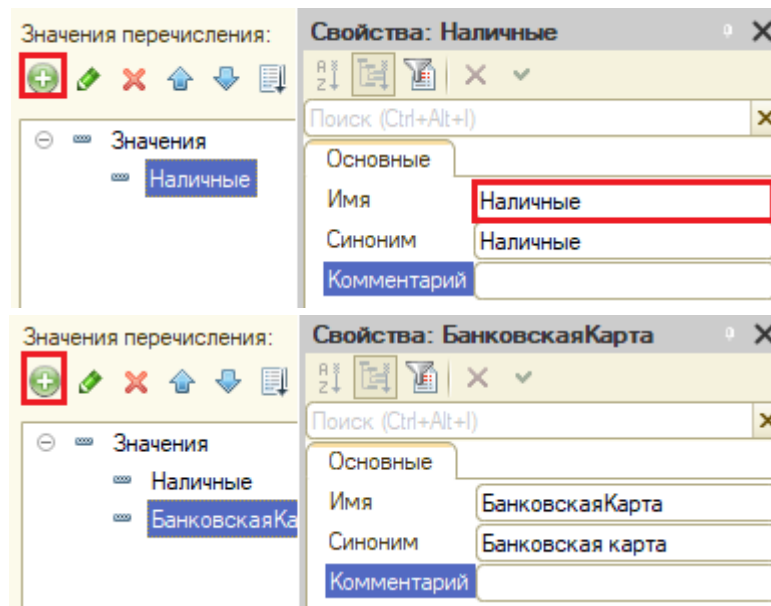 Значения перечисления:
Свойства: Наличные
Поиск (Ctrl+Alt+I)
Значения
Наличные
Основные
Имя Наличные
Синоним Наличные
Комментарий
Значения перечисления:
Свойства: БанковскаяКарта
Поиск (Ctrl+Alt+I)
Значения
Наличные
БанковскаяКа
Основные
Имя БанковскаяКарта
Синоним Банковская карта
Комментарий